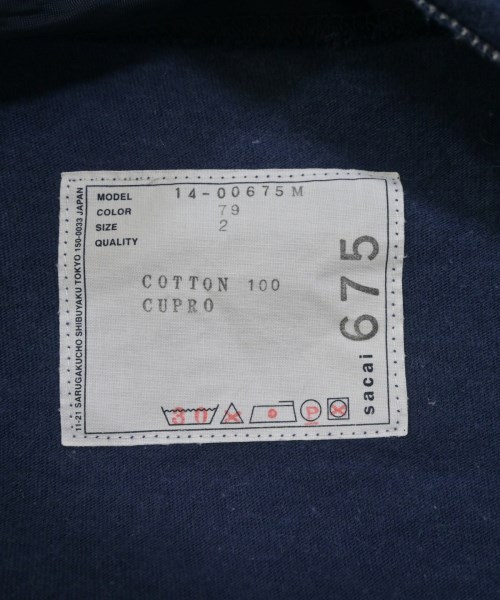 MODEL 14-00675M
COLOR 79
SIZE 2
QUALITY
COTTON 100
CUPRO
30 P
sacai 675
11-21 SARUGAKUCHO SHIBUYAKU TOKYO 150-0033 JAPAN